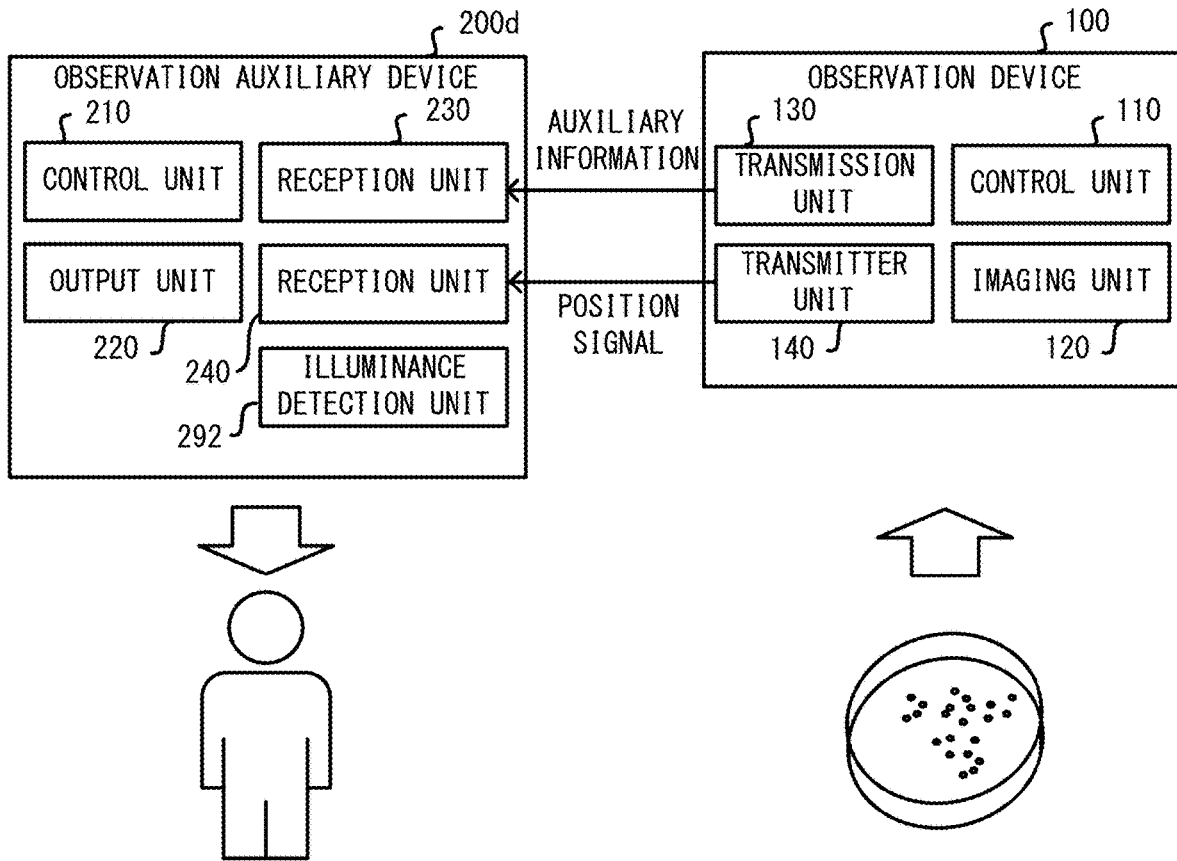 200d
100
OBSERVATION AUXILIARY DEVICE
OBSERVATION DEVICE
210
230
AUXILIARY
INFORMATION
130
110
CONTROL UNIT
RECEPTION UNIT
TRANSMISSION
UNIT
CONTROL UNIT
OUTPUT UNIT
RECEPTION UNIT
TRANSMITTER
UNIT
IMAGING UNIT
POSITION
SIGNAL
220
240
140
120
ILLUMINANCE
DETECTION UNIT
292